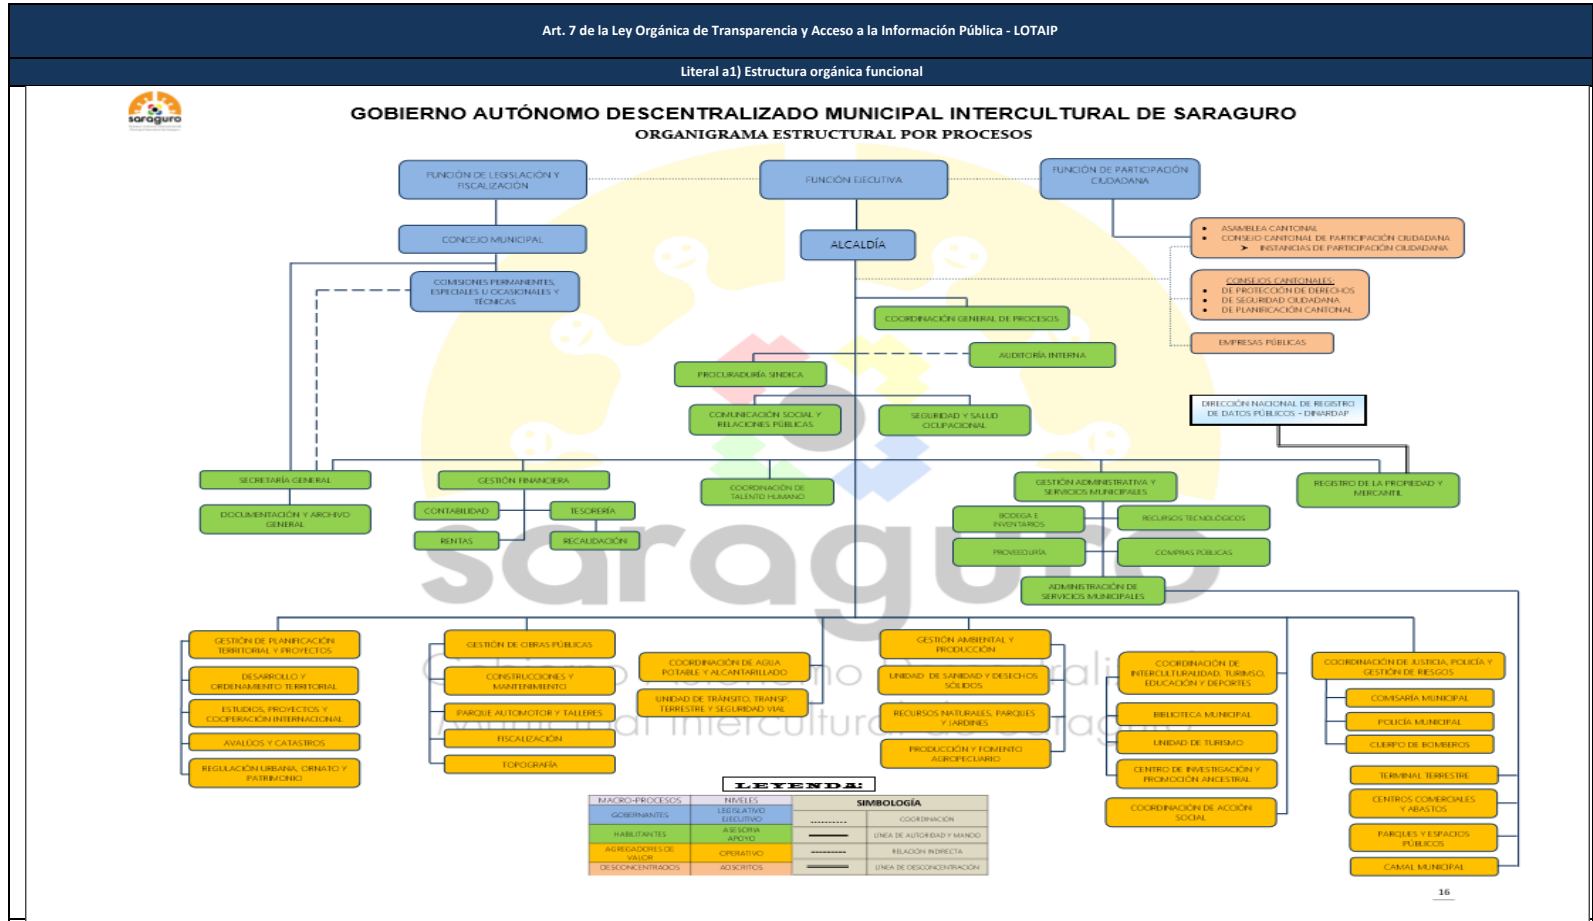 Art. 7 de la Ley Orgánica de Transparencia y Acceso a la Información Pública - LOTAIP
Literal a1) Estructura orgánica funcional
saraguro
GOBIERNO AUTÓNOMO DESCENTRALIZADO MUNICIPAL INTERCULTURAL DE SARAGURO
ORGANIGRAMA ESTRUCTURAL POR PROCESOS
FUNCIÓN DE LEGISLACIÓN Y
FISCALIZACIÓN
FUNCIÓN EJECUTIVA
FUNCIÓN DE PARTICIPACIÓN
CIUDADANA
CONCEJO MUNICIPAL
ALCALDÍA
• ASAMBLEA CANTONAL
• CONSEJO CANTONAL DE PARTICIPACIÓN CIUDADANA
➤ INSTANCIAS DE PARTICIPACIÓN CIUDADANA
COMISIONES PERMANENTES,
ESPECIALES U OCASIONALES Y
TÉCNICAS
CONSEJOS CANTONALES:
• DE PROTECCIÓN DE DERECHOS
• DE SEGURIDAD CIUDADANA
• DE PLANIFICACIÓN CANTONAL
COORDINACIÓN GENERAL DE PROCESOS
EMPRESAS PÚBLICAS
AUDITORÍA INTERNA
PROCURADURÍA SINDICA
COMUNICACIÓN SOCIAL Y
RELACIONES PÚBLICAS
SEGURIDAD Y SALUD
OCUPACIONAL
DIRECCIÓN NACIONAL DE REGISTRO
DE DATOS PÚBLICOS - DINARDAP
SECRETARÍA GENERAL
GESTIÓN FINANCIERA
COORDINACIÓN DE
TALENTO HUMANO
GESTIÓN ADMINISTRATIVA Y
SERVICIOS MUNICIPALES
REGISTRO DE LA PROPIEDAD Y
MERCANTIL
DOCUMENTACIÓN Y ARCHIVO
GENERAL
CONTABILIDAD
TESORERÍA
RENTAS
RECAUDACIÓN
BODEGA E
INVENTARIOS
RECURSOS TECNOLÓGICOS
PROVEEDURÍA
COMPRAS PÚBLICAS
ADMINISTRACIÓN DE
SERVICIOS MUNICIPALES
saraguro
GESTIÓN DE PLANIFICACIÓN
TERRITORIAL Y PROYECTOS
DESARROLLO Y
ORDENAMIENTO TERRITORIAL
ESTUDIOS, PROYECTOS Y
COOPERACIÓN INTERNACIONAL
AVALÚOS Y CATASTROS
REGULACIÓN URBANA, ORNATO Y
PATRIMONIO
GESTIÓN DE OBRAS PÚBLICAS
CONSTRUCCIONES Y
MANTENIMIENTO
PARQUE AUTOMOTOR Y TALLERES
FISCALIZACIÓN
TOPOGRAFÍA
COORDINACIÓN DE AGUA
POTABLE Y ALCANTARILLADO
UNIDAD DE TRÁNSITO, TRANSP.
TERRESTRE Y SEGURIDAD VIAL
GESTIÓN AMBIENTAL Y
PRODUCCIÓN
UNIDAD DE SANIDAD Y DESECHOS
SÓLIDOS
RECURSOS NATURALES, PARQUES
Y JARDINES
PRODUCCIÓN Y FOMENTO
AGROPECUARIO
COORDINACIÓN DE
INTERCULTURALIDAD, TURIMSO,
EDUCACIÓN Y DEPORTES
BIBLIOTECA MUNICIPAL
UNIDAD DE TURISMO
CENTRO DE INVESTIGACIÓN Y
PROMOCIÓN ANCESTRAL
COORDINACIÓN DE ACCIÓN
SOCIAL
COORDINACIÓN DE JUSTICIA, POLICÍA Y
GESTIÓN DE RIESGOS
COMISARÍA MUNICIPAL
POLICÍA MUNICIPAL
CUERPO DE BOMBEROS
TERMINAL TERRESTRE
CENTROS COMERCIALES
Y ABASTOS
PARQUES Y ESPACIOS
PÚBLICOS
CAMAL MUNICIPAL
LEYENDA:
MACRO-PROCESOS NIVELES SIMBOLOGÍA
GOBERNANTES LEGISLATIVO
EJECUTIVO COORDINACIÓN
HABILITANTES ASESORIA
APOYO LÍNEA DE AUTORIDAD Y MANDO
AGREGADORES DE
VALOR OPERATIVO RELACIÓN INDIRECTA
DESCONCENTRADOS ADSCRITOS LÍNEA DE DESCONCENTRACIÓN
16